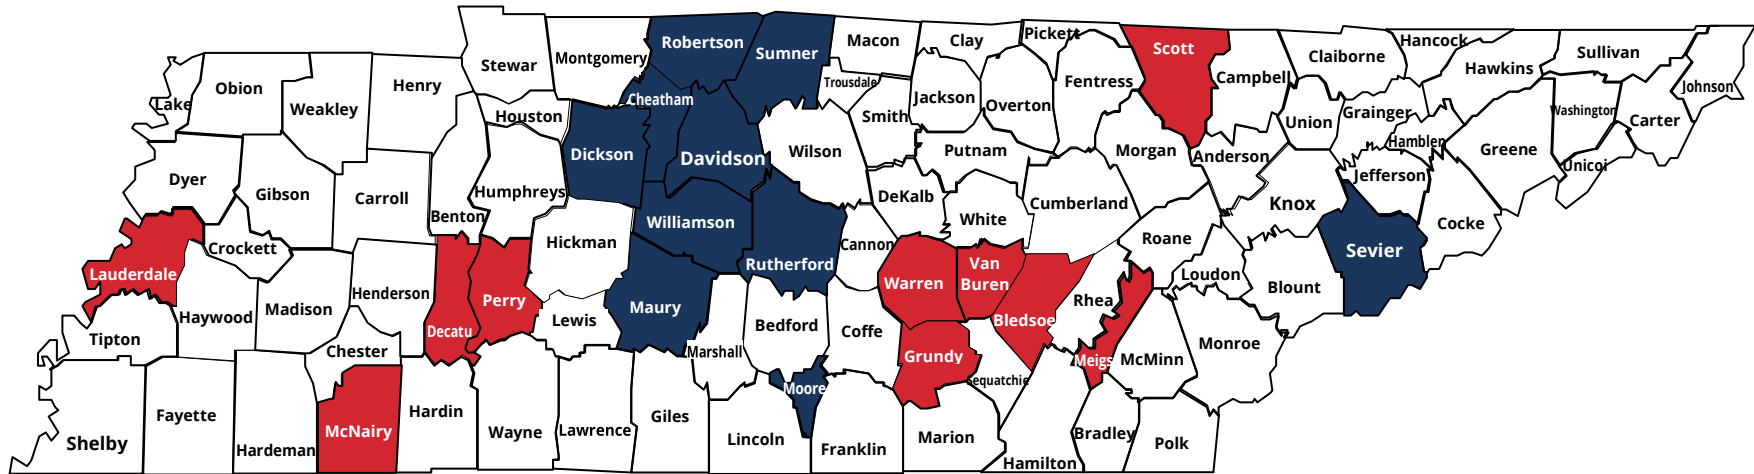 Robertson
Sumner
Macon
Clay
Pickett
Scott
Hancock
Claiborne
Sullivan
Stewar
Montgomery
Hawkins
Fentress
Campbell
Trousdale
Henry
Obion
Johnson
Lake
Weakley
Cheatham
Jackson
Overton
Houston
Smith
Grainger
Washington
Union
Carter
Hambler
Dickson
Davidson
Wilson
Putnam
Morgan
Anderson
Greene
Unicoi
Dyer
Gibson
Carroll
Humphreys
DeKalb
Jefferson
Cumberland
Knox
Benton
Williamson
White
Cocke
Crockett
Hickman
Cannon
Roane
Sevier
Lauderdale
Rutherford
Van
Buren
Warren
Loudon
Blount
Henderson
Perry
Rhea
Madison
Maury
Haywood
Lewis
Bledsoe
Bedford
Coffe
Decatu
Tipton
Chester
Marshall
Grundy
Meigs
McMinn
Monroe
Sequatchie
Moore
Hardin
Fayette
Giles
McNairy
Wayne
Lawrence
Shelby
Lincoln
Marion
Bradley
Polk
Hardeman
Franklin
Hamilton